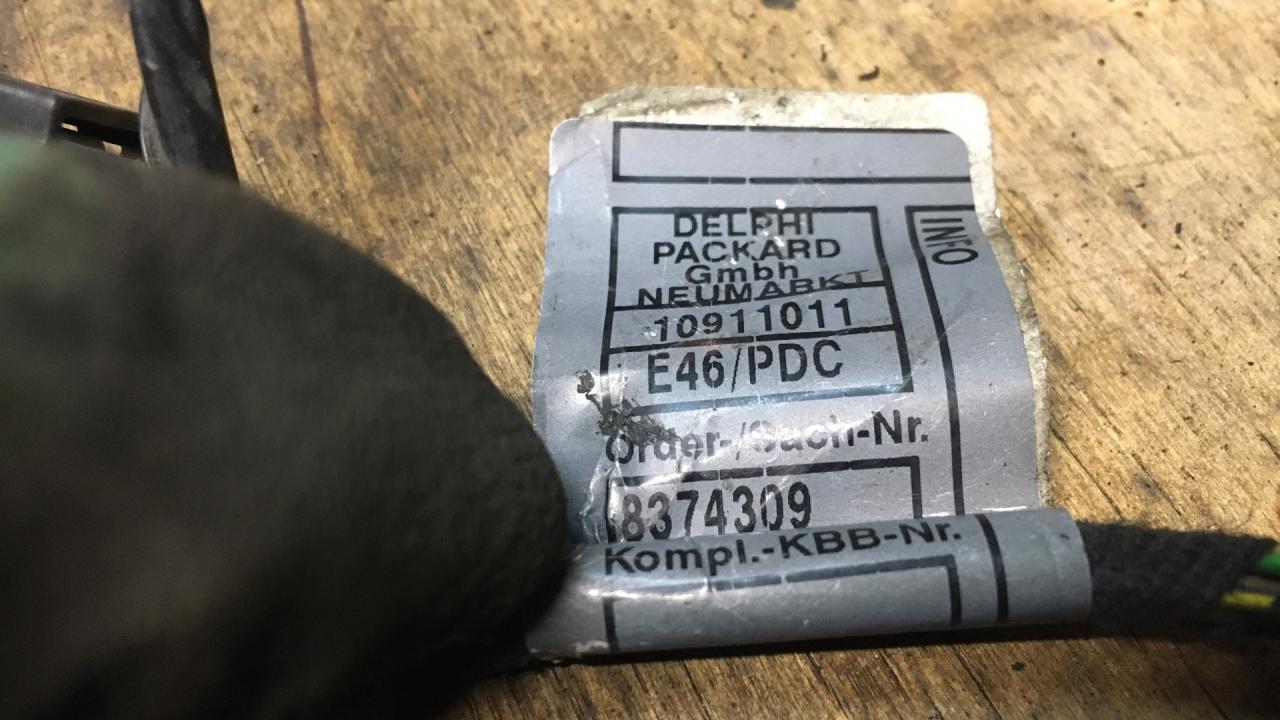 DELPHI
PACKARD
Gmbh
NEUMARKT
10911011
E46/PDC
INFO
Order-/Sach-Nr.
8374309
Kompl.-KBB-Nr.